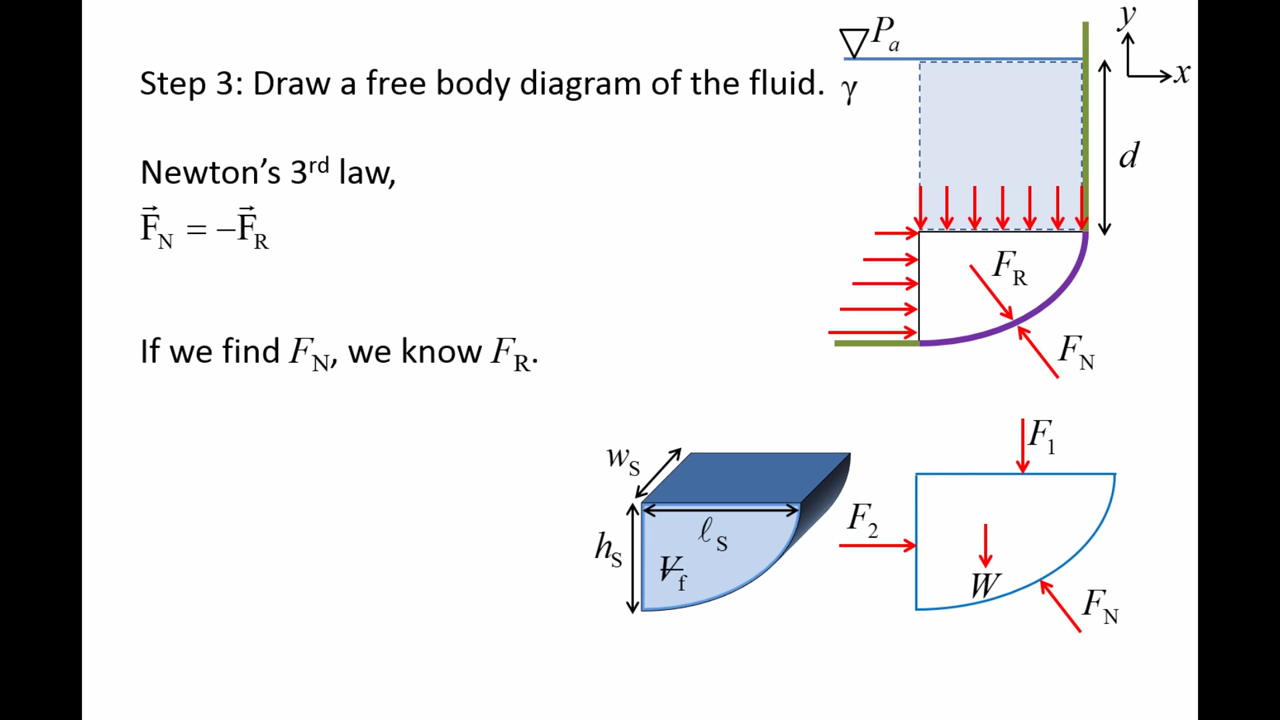 Step 3: Draw a free body diagram of the fluid.
Newton’s 3rd law,
F⃗N = –F⃗R
If we find FN, we know FR.
Pa
γ
y
x
d
FR
FN
wS
ℓS
hS
V̶f
F1
F2
W
FN